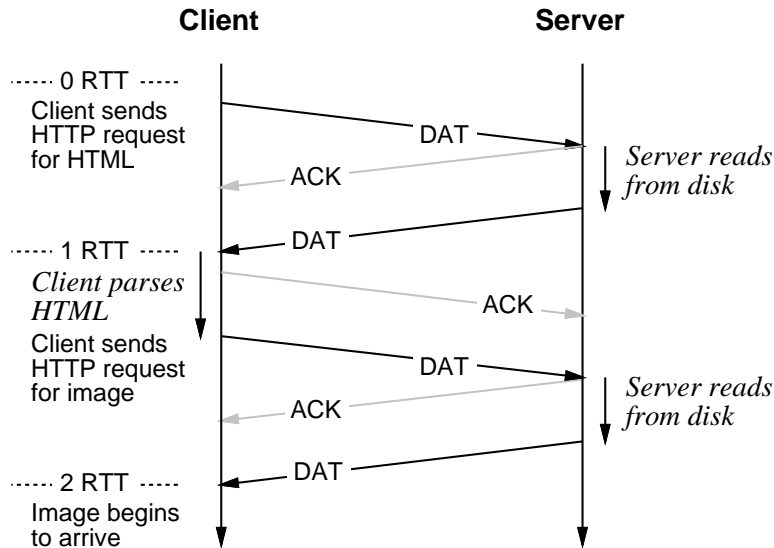 Client
Server
0 RTT
Client sends
HTTP request
for HTML
DAT
ACK
Server reads
from disk
DAT
1 RTT
Client parses
HTML
ACK
Client sends
HTTP request
for image
DAT
ACK
Server reads
from disk
DAT
2 RTT
Image begins
to arrive